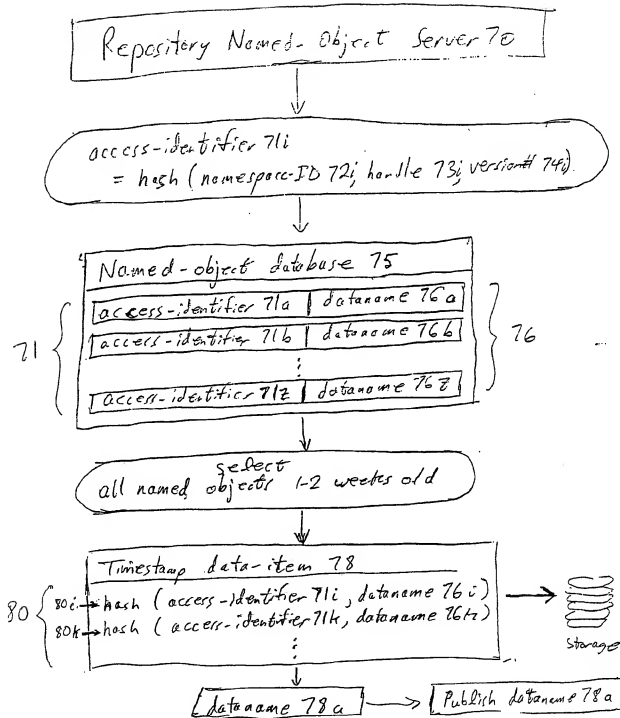 Repository Named-Object Server 70
access-identifier 71i
= hash (namespace-ID 72i, handle 73i, version# 74i)
Named-object database 75
access-identifier 71a dataname 76a
71 access-identifier 71b dataname 76b 76
access-identifier 71z dataname 76z
select
all named objects 1-2 weeks old
Timestamp data-item 78
80 80i hash (access-identifier 71i, dataname 76i)
80k hash (access-identifier 71k, dataname 76k)
storage
dataname 78a Publish dataname 78a